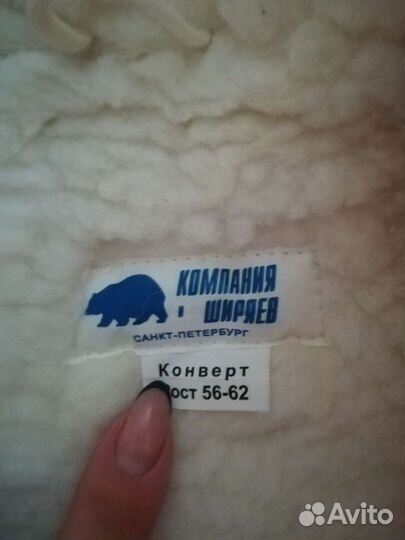 КОМПАНИЯ
ШИРЯЕВ
САНКТ-ПЕТЕРБУРГ
Конверт
ост 56-62
Avito